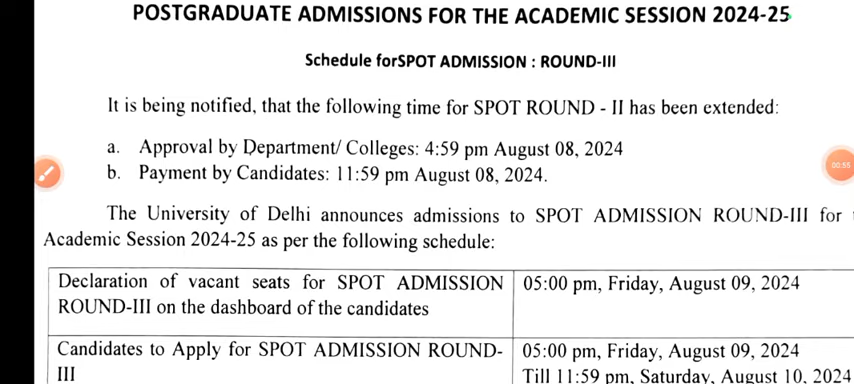 POSTGRADUATE ADMISSIONS FOR THE ACADEMIC SESSION 2024-25
Schedule forSPOT ADMISSION : ROUND-III
It is being notified, that the following time for SPOT ROUND - II has been extended:
a. Approval by Department/ Colleges: 4:59 pm August 08, 2024
b. Payment by Candidates: 11:59 pm August 08, 2024.
00:55
The University of Delhi announces admissions to SPOT ADMISSION ROUND-III for
Academic Session 2024-25 as per the following schedule:
Declaration of vacant seats for SPOT ADMISSION
ROUND-III on the dashboard of the candidates
05:00 pm, Friday, August 09, 2024
Candidates to Apply for SPOT ADMISSION ROUND-
III
05:00 pm, Friday, August 09, 2024
Till 11:59 pm, Saturday, August 10, 2024